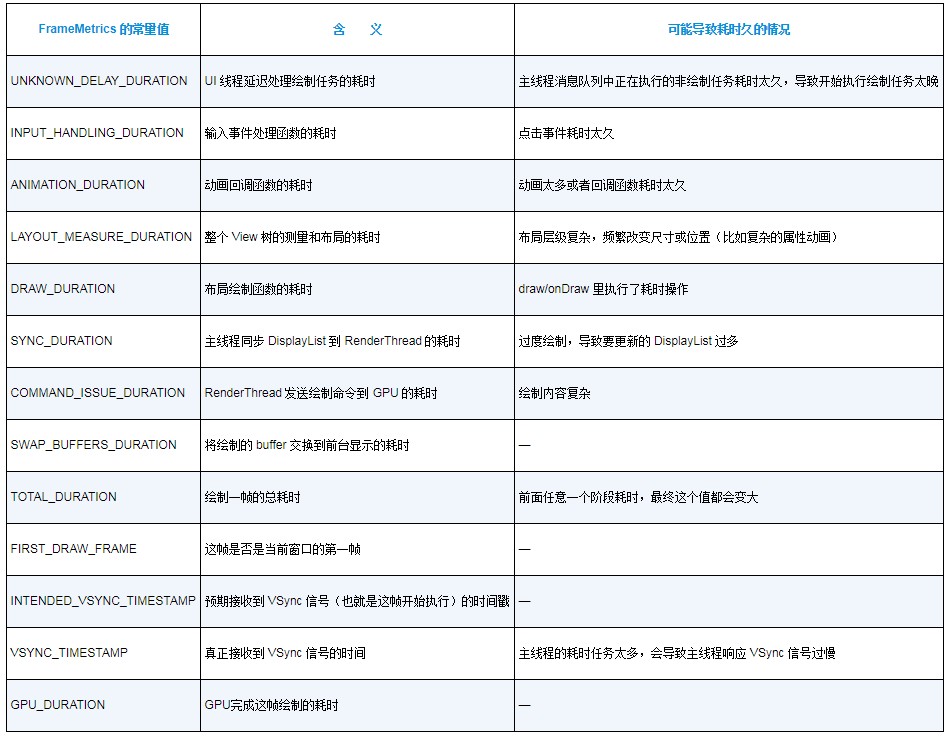 FrameMetrics 的常量值 含 义 可能导致耗时久的情况
UNKNOWN_DELAY_DURATION UI 线程延迟处理绘制任务的耗时 主线程消息队列中正在执行的非绘制任务耗时太久，导致开始执行绘制任务太晚
INPUT_HANDLING_DURATION 输入事件处理函数的耗时 点击事件耗时太久
ANIMATION_DURATION 动画回调函数的耗时 动画太多或者回调函数耗时太久
LAYOUT_MEASURE_DURATION 整个 View 树的测量和布局的耗时 布局层级复杂，频繁改变尺寸或位置（比如复杂的属性动画）
DRAW_DURATION 布局绘制函数的耗时 draw/onDraw 里执行了耗时操作
SYNC_DURATION 主线程同步 DisplayList 到 RenderThread 的耗时 过度绘制，导致要更新的 DisplayList 过多
COMMAND_ISSUE_DURATION RenderThread 发送绘制命令到 GPU 的耗时 绘制内容复杂
SWAP_BUFFERS_DURATION 将绘制的 buffer 交换到前台显示的耗时 —
TOTAL_DURATION 绘制一帧的总耗时 前面任意一个阶段耗时，最终这个值都会变大
FIRST_DRAW_FRAME 这帧是否是当前窗口的第一帧 —
INTENDED_VSYNC_TIMESTAMP 预期接收到 VSync 信号（也就是这帧开始执行）的时间戳 —
VSYNC_TIMESTAMP 真正接收到 VSync 信号的时间 主线程的耗时任务太多，会导致主线程响应 VSync 信号过慢
GPU_DURATION GPU完成这帧绘制的耗时 —